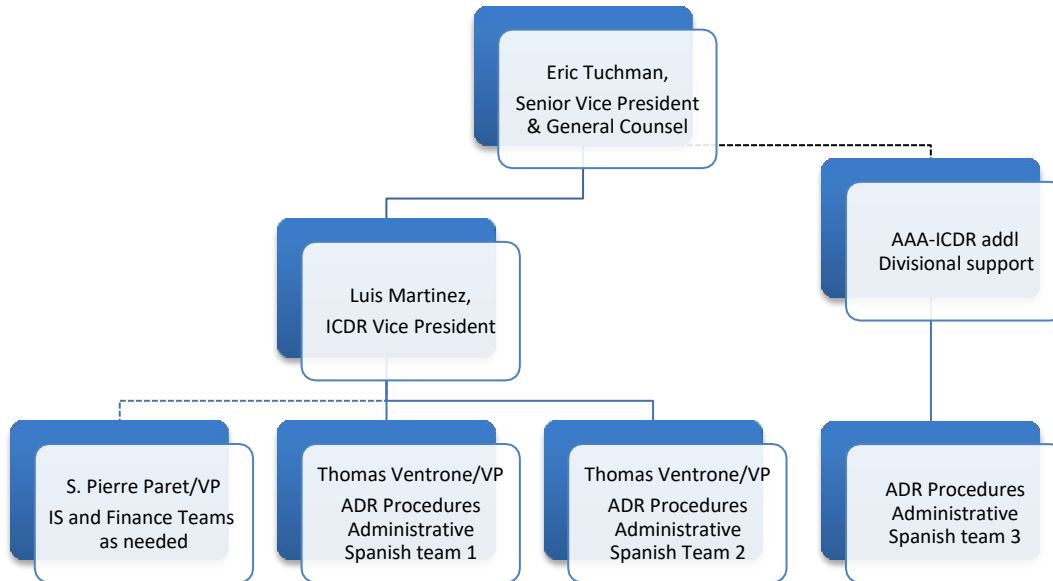 Eric Tuchman,
Senior Vice President
& General Counsel
AAA-ICDR addl
Divisional support
Luis Martinez,
ICDR Vice President
S. Pierre Paret/VP
IS and Finance Teams
as needed
Thomas Ventrone/VP
ADR Procedures
Administrative
Spanish team 1
Thomas Ventrone/VP
ADR Procedures
Administrative
Spanish Team 2
ADR Procedures
Administrative
Spanish team 3